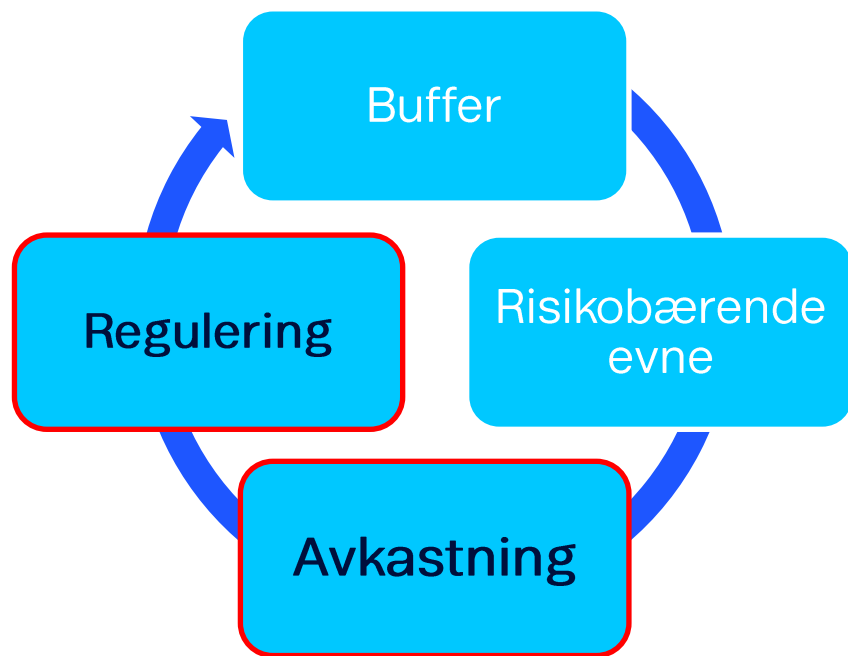 Buffer
Risikobærende
evne
Avkastning
Regulering